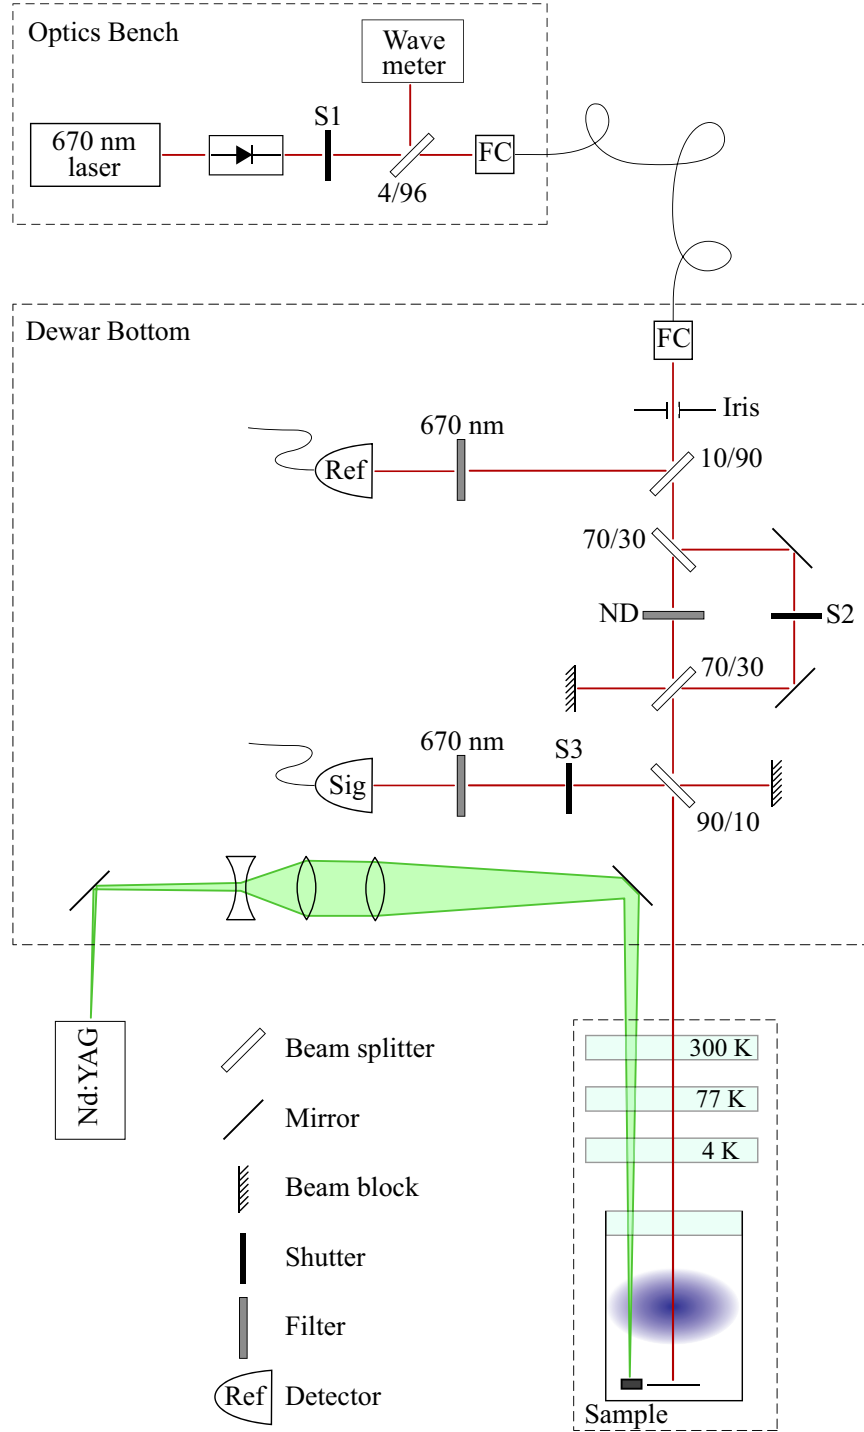 Optics Bench
Wave
meter
S1
670 nm
laser
FC
4/96
Dewar Bottom
FC
Iris
670 nm
10/90
Ref
70/30
ND
S2
70/30
670 nm
S3
Sig
90/10
Nd:YAG
Beam splitter
300 K
Mirror
77 K
4 K
Beam block
Shutter
Filter
Ref
Detector
Sample